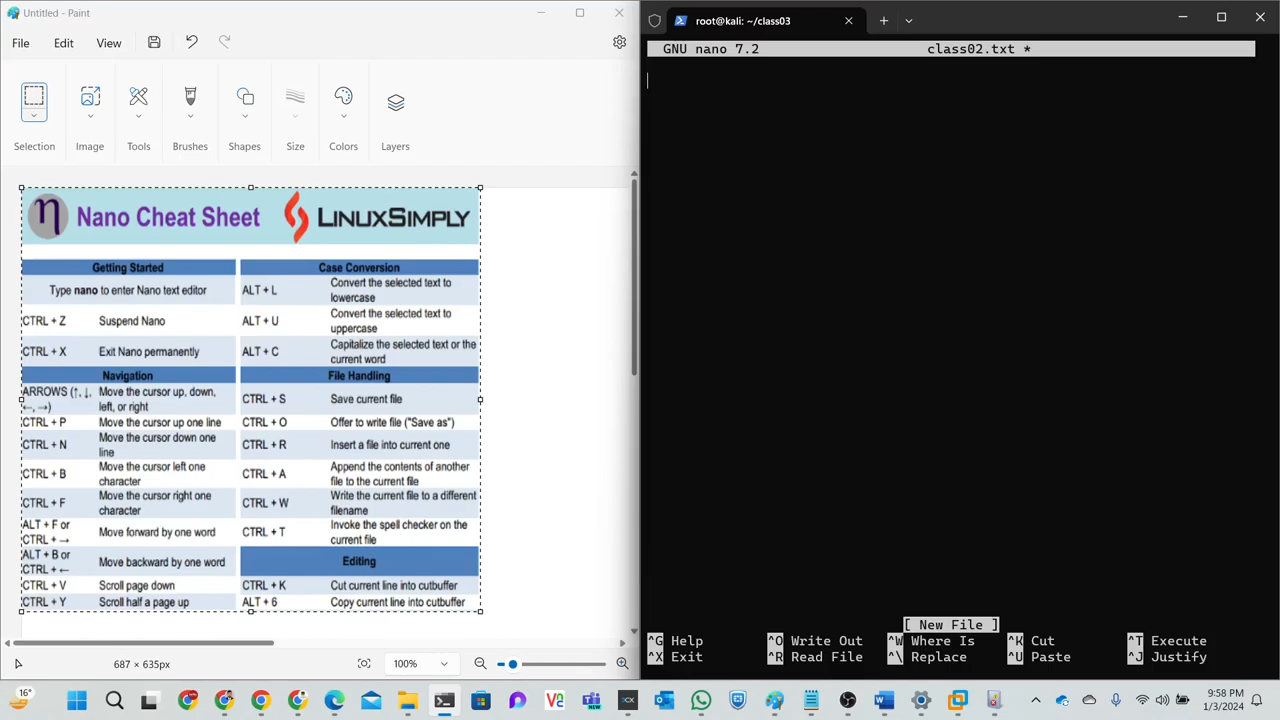 Untitled - Paint
File Edit View
Selection Image Tools Brushes Shapes Size Colors Layers
η Nano Cheat Sheet LINUXSIMPLY
Getting Started
Type nano to enter Nano text editor
CTRL + Z Suspend Nano
CTRL + X Exit Nano permanently
Navigation
ARROWS (↑, ↓, Move the cursor up, down,
←, →) left, or right
CTRL + P Move the cursor up one line
CTRL + N Move the cursor down one
line
CTRL + B Move the cursor left one
character
CTRL + F Move the cursor right one
character
ALT + F or
CTRL + → Move forward by one word
ALT + B or
CTRL + ← Move backward by one word
CTRL + V Scroll page down
CTRL + Y Scroll half a page up
Case Conversion
ALT + L Convert the selected text to
lowercase
ALT + U Convert the selected text to
uppercase
ALT + C Capitalize the selected text or the
current word
File Handling
CTRL + S Save current file
CTRL + O Offer to write file ("Save as")
CTRL + R Insert a file into current one
CTRL + A Append the contents of another
file to the current file
CTRL + W Write the current file to a different
filename
CTRL + T Invoke the spell checker on the
current file
Editing
CTRL + K Cut current line into cutbuffer
ALT + 6 Copy current line into cutbuffer
687 × 635px 100%
root@kali: ~/class03
GNU nano 7.2 class02.txt *
[ New File ]
^G Help ^O Write Out ^W Where Is ^K Cut ^T Execute
^X Exit ^R Read File ^\ Replace ^U Paste ^J Justify
16°
9:58 PM
1/3/2024